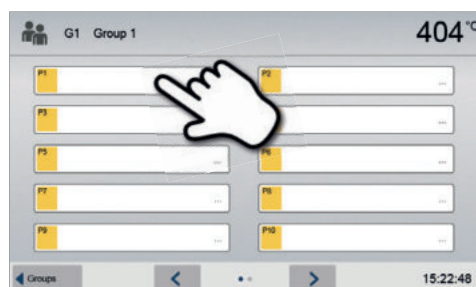 G1 Group 1 404 °C
P1 P2 ...
P3 ...
P5 ... P6 ...
P7 ... P8 ...
P9 ... P10 ...
Groups 15:22:48